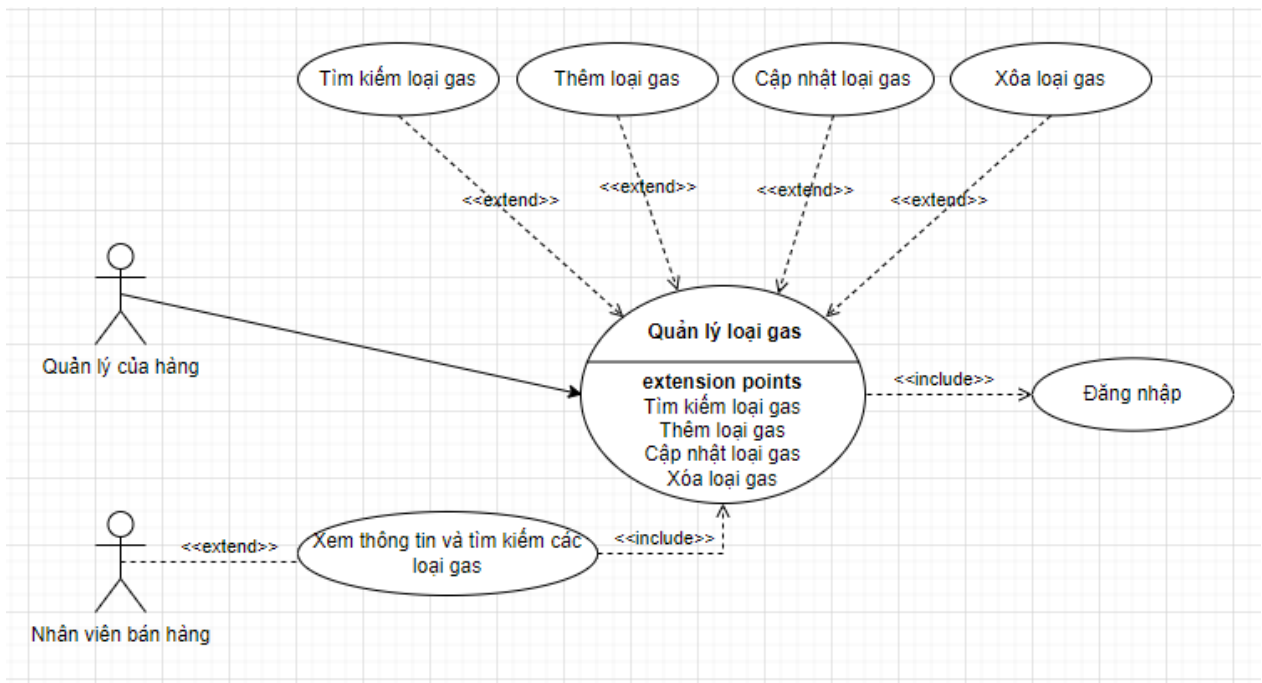 Tìm kiếm loại gas
Thêm loại gas
Cập nhật loại gas
Xôa loại gas
<<extend>>
<<extend>>
<<extend>>
<<extend>>
Quản lý của hàng
Quản lý loại gas
extension points
Tìm kiếm loại gas
Thêm loại gas
Cập nhật loại gas
Xóa loại gas
<<include>>
Đăng nhập
<<extend>>
Xem thông tin và tìm kiếm các
loại gas
<<include>>
Nhân viên bán hàng